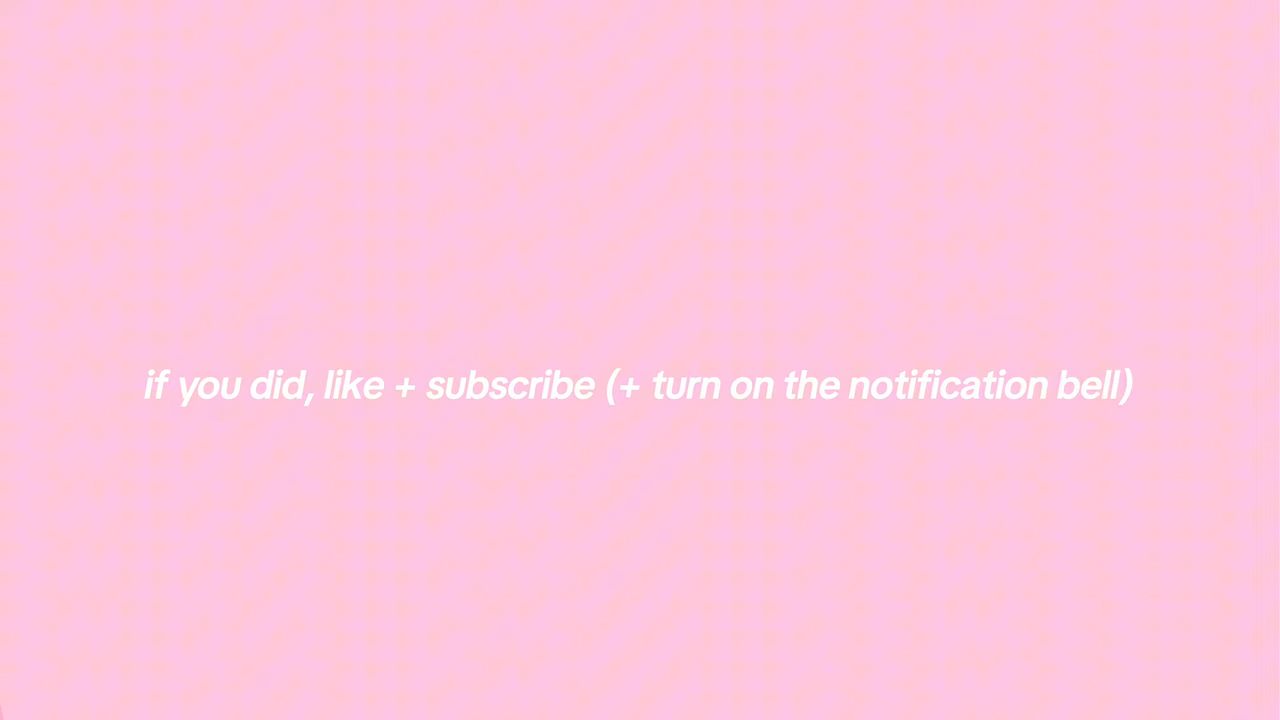 if you did, like + subscribe (+ turn on the notification bell)